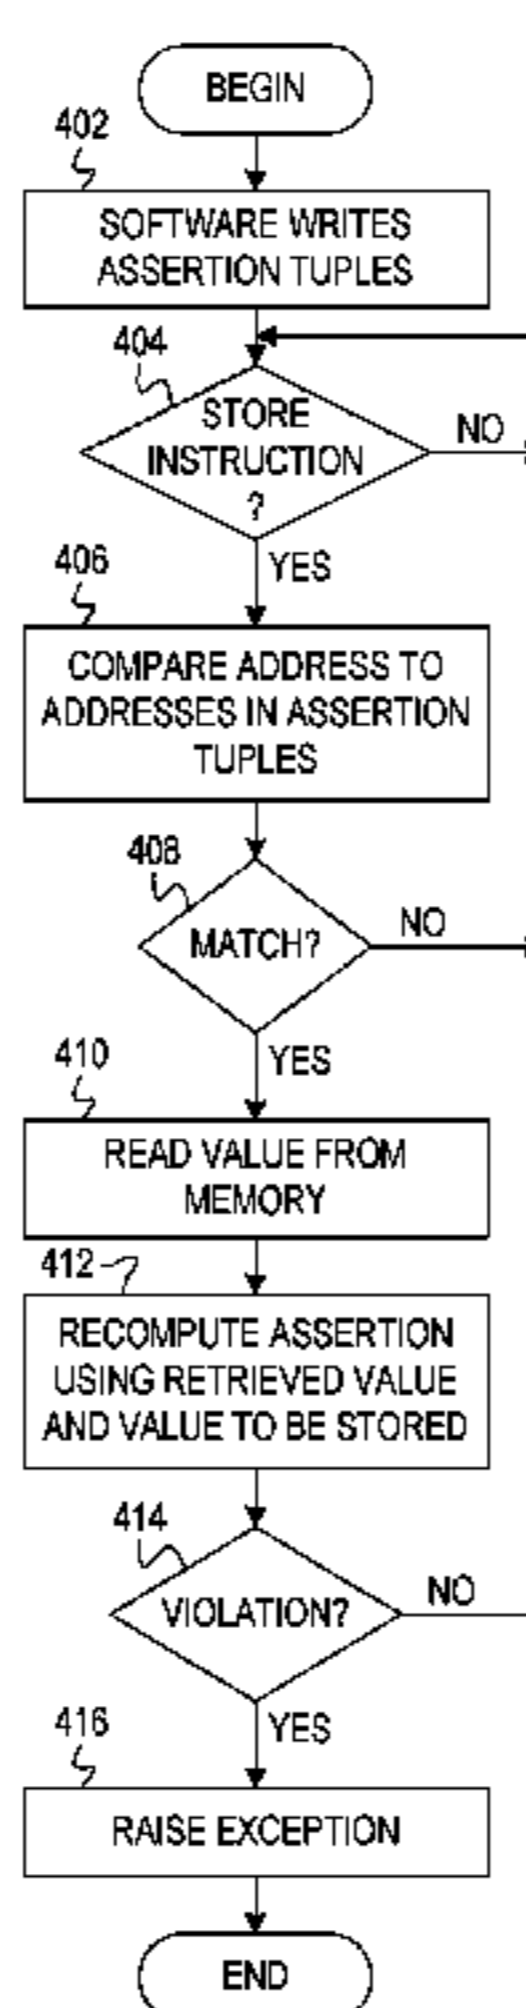 BEGIN
402
SOFTWARE WRITES
ASSERTION TUPLES
404
STORE
INSTRUCTION
?
NO
YES
406
COMPARE ADDRESS TO
ADDRESSES IN ASSERTION
TUPLES
408
MATCH?
NO
YES
410
READ VALUE FROM
MEMORY
412
RECOMPUTE ASSERTION
USING RETRIEVED VALUE
AND VALUE TO BE STORED
414
VIOLATION?
NO
YES
416
RAISE EXCEPTION
END